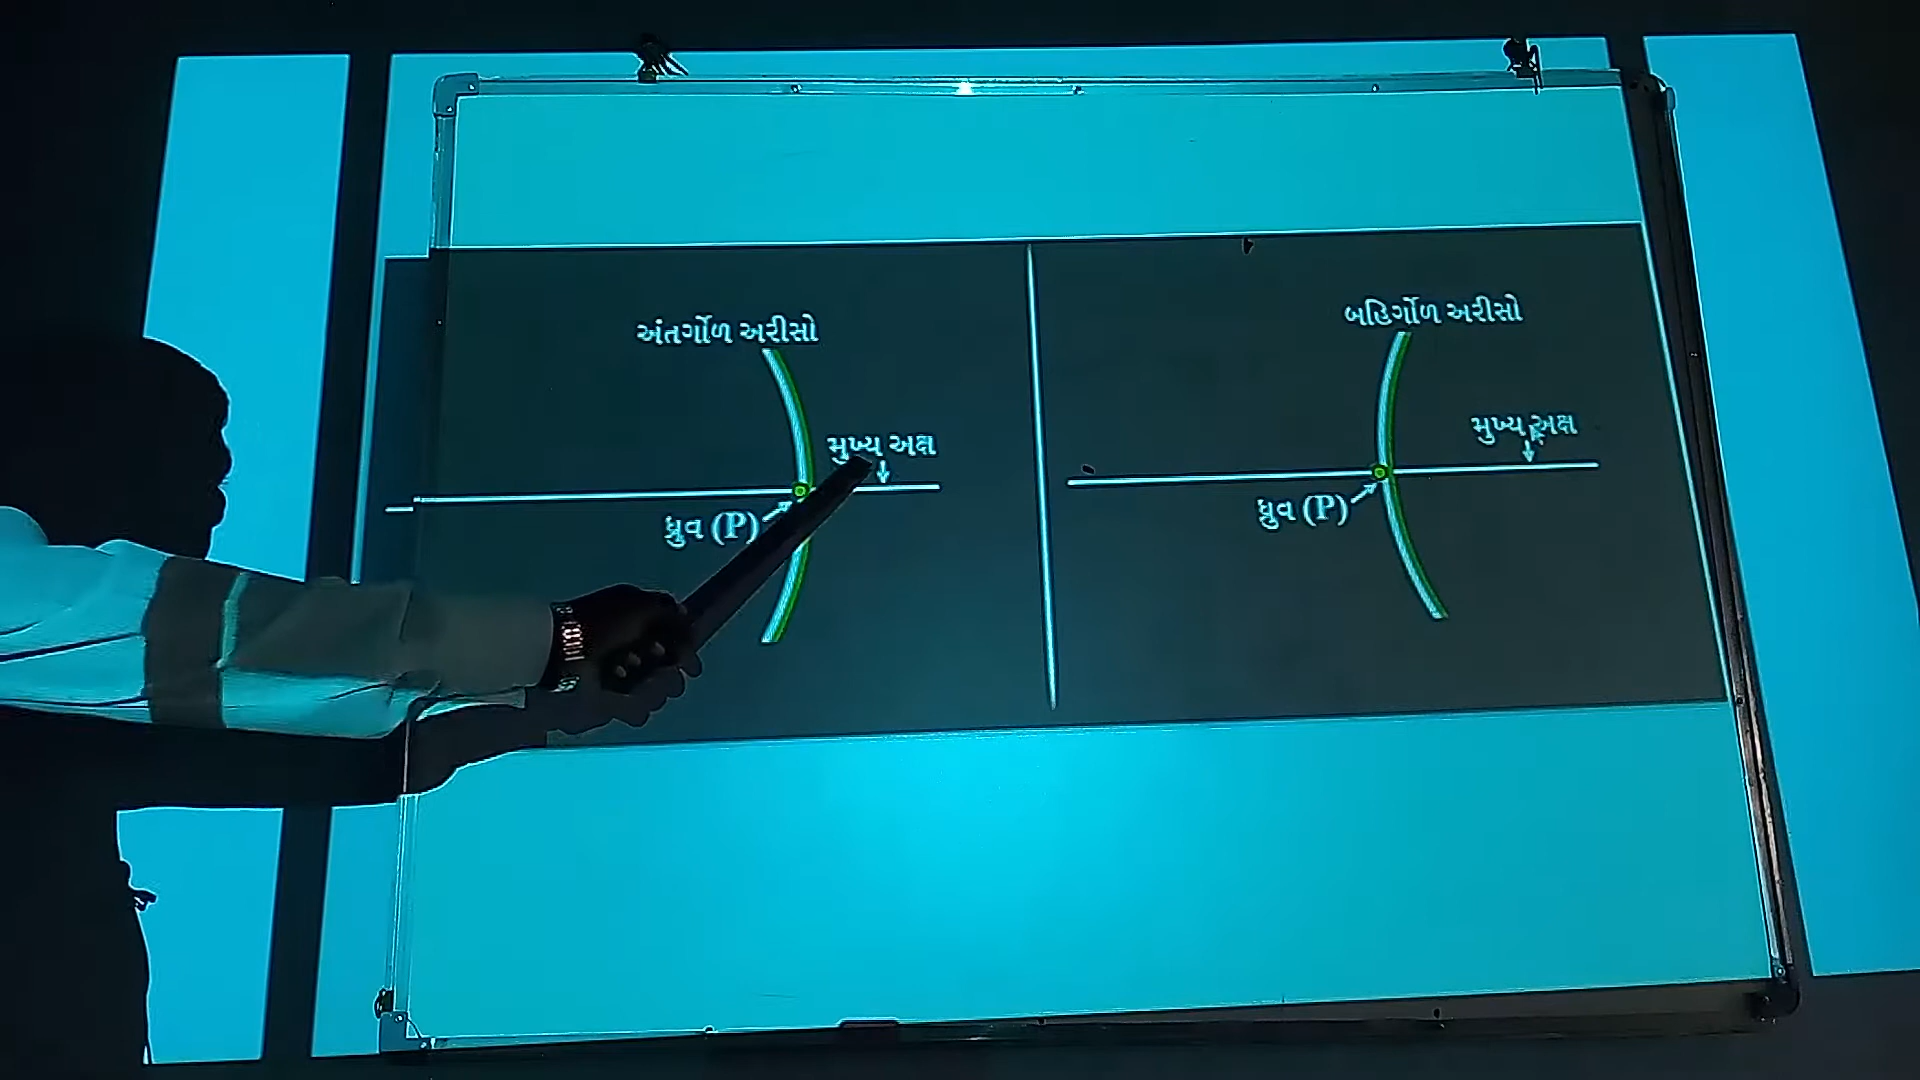 અંતર્ગોળ અરીસો
મુખ્ય અક્ષ
ધ્રુવ (P)
બહિર્ગોળ અરીસો
મુખ્ય અક્ષ
ધ્રુવ (P)